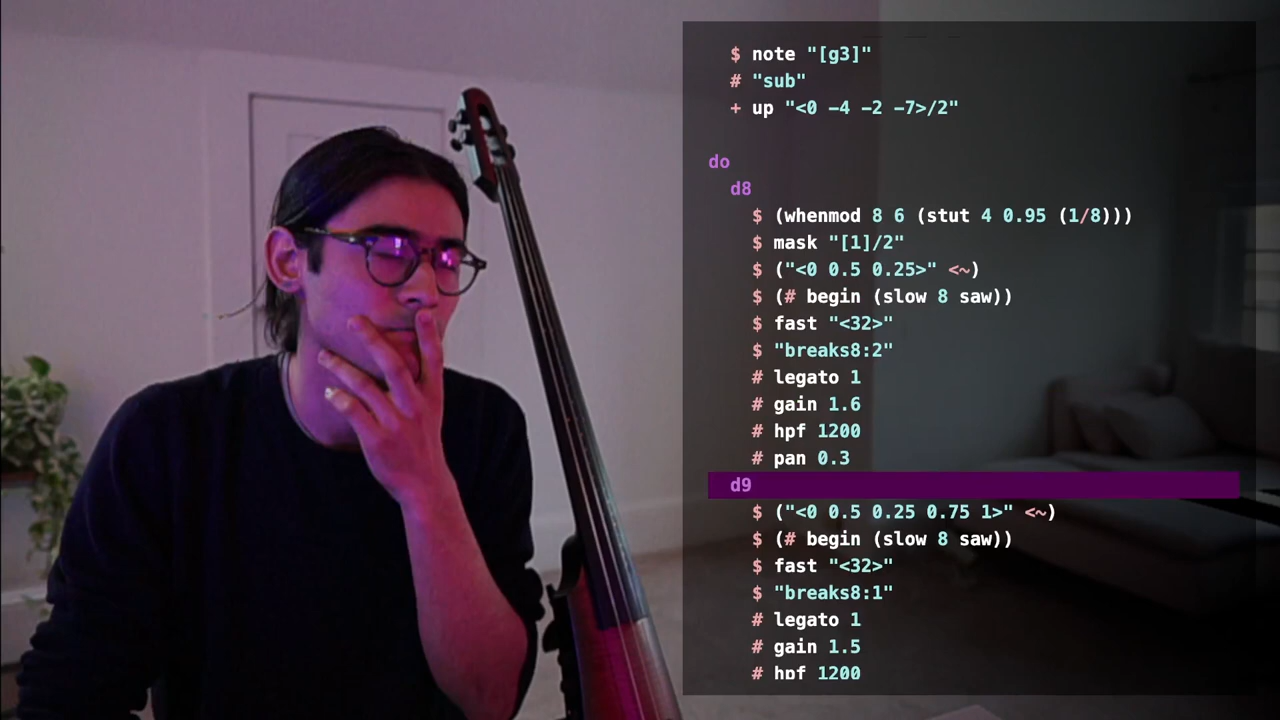 $ note "[g3]"
# "sub"
+ up "<0 -4 -2 -7>/2"
do
d8
$ (whenmod 8 6 (stut 4 0.95 (1/8)))
$ mask "[1]/2"
$ ("<0 0.5 0.25>" <~)
$ (# begin (slow 8 saw))
$ fast "<32>"
$ "breaks8:2"
# legato 1
# gain 1.6
# hpf 1200
# pan 0.3
d9
$ ("<0 0.5 0.25 0.75 1>" <~)
$ (# begin (slow 8 saw))
$ fast "<32>"
$ "breaks8:1"
# legato 1
# gain 1.5
# hpf 1200